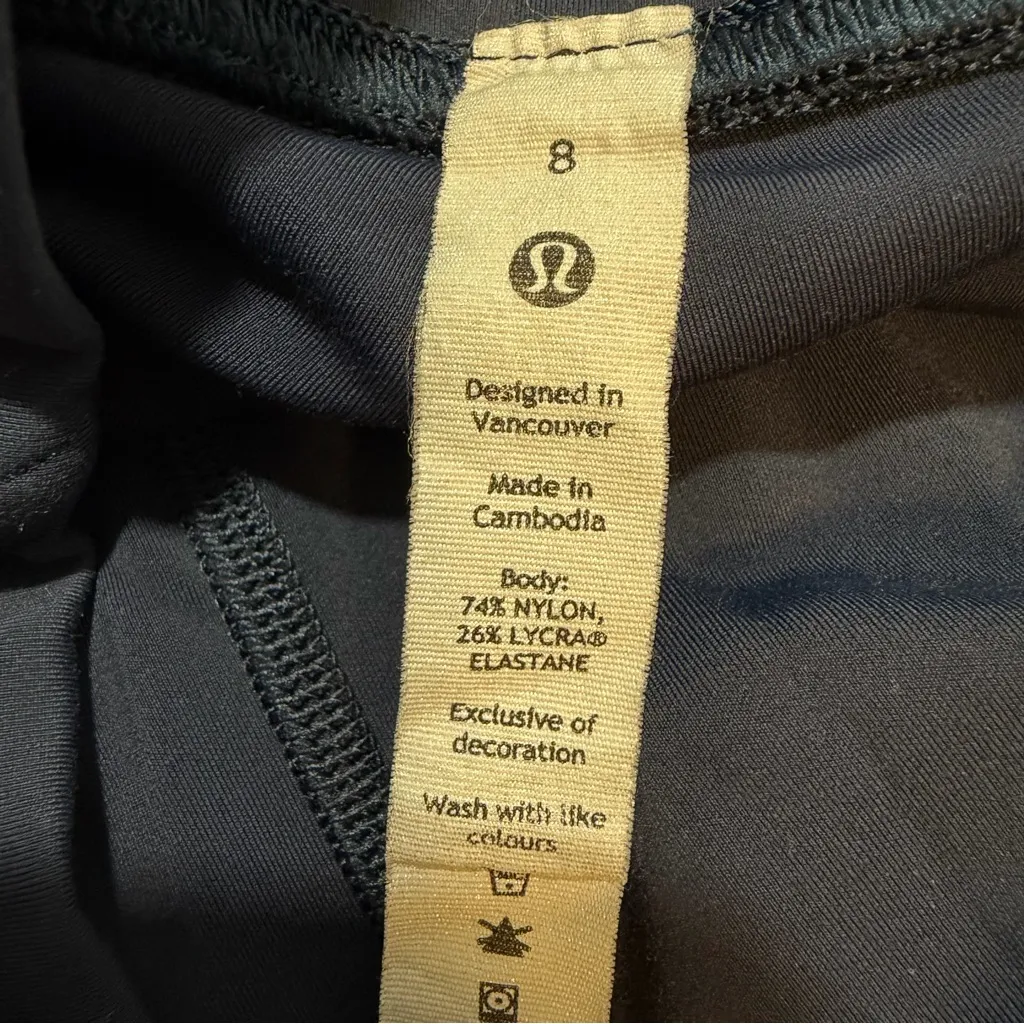 8
Designed in
Vancouver
Made in
Cambodia
Body:
74% NYLON,
26% LYCRA®
ELASTANE
Exclusive of
decoration
Wash with like
colours